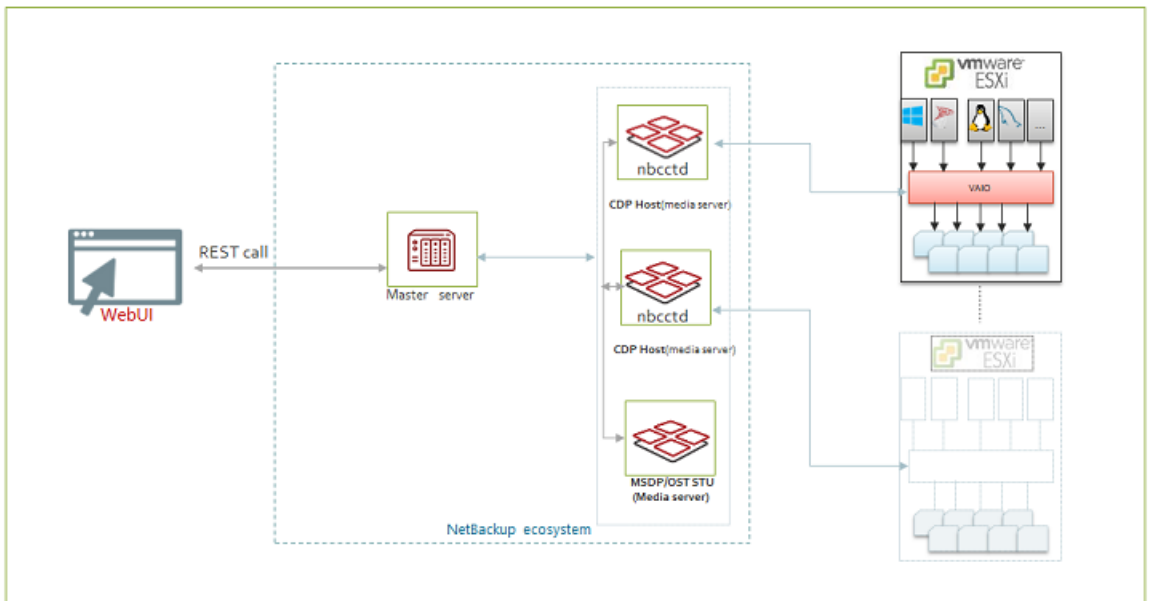 vmware
ESXi
...
VAIO
nbcctd
CDP Host(media server)
REST call
WebUI
Master server
nbcctd
CDP Host(media server)
vmware
ESXi
MSDP/OST STU
(Media server)
NetBackup ecosystem